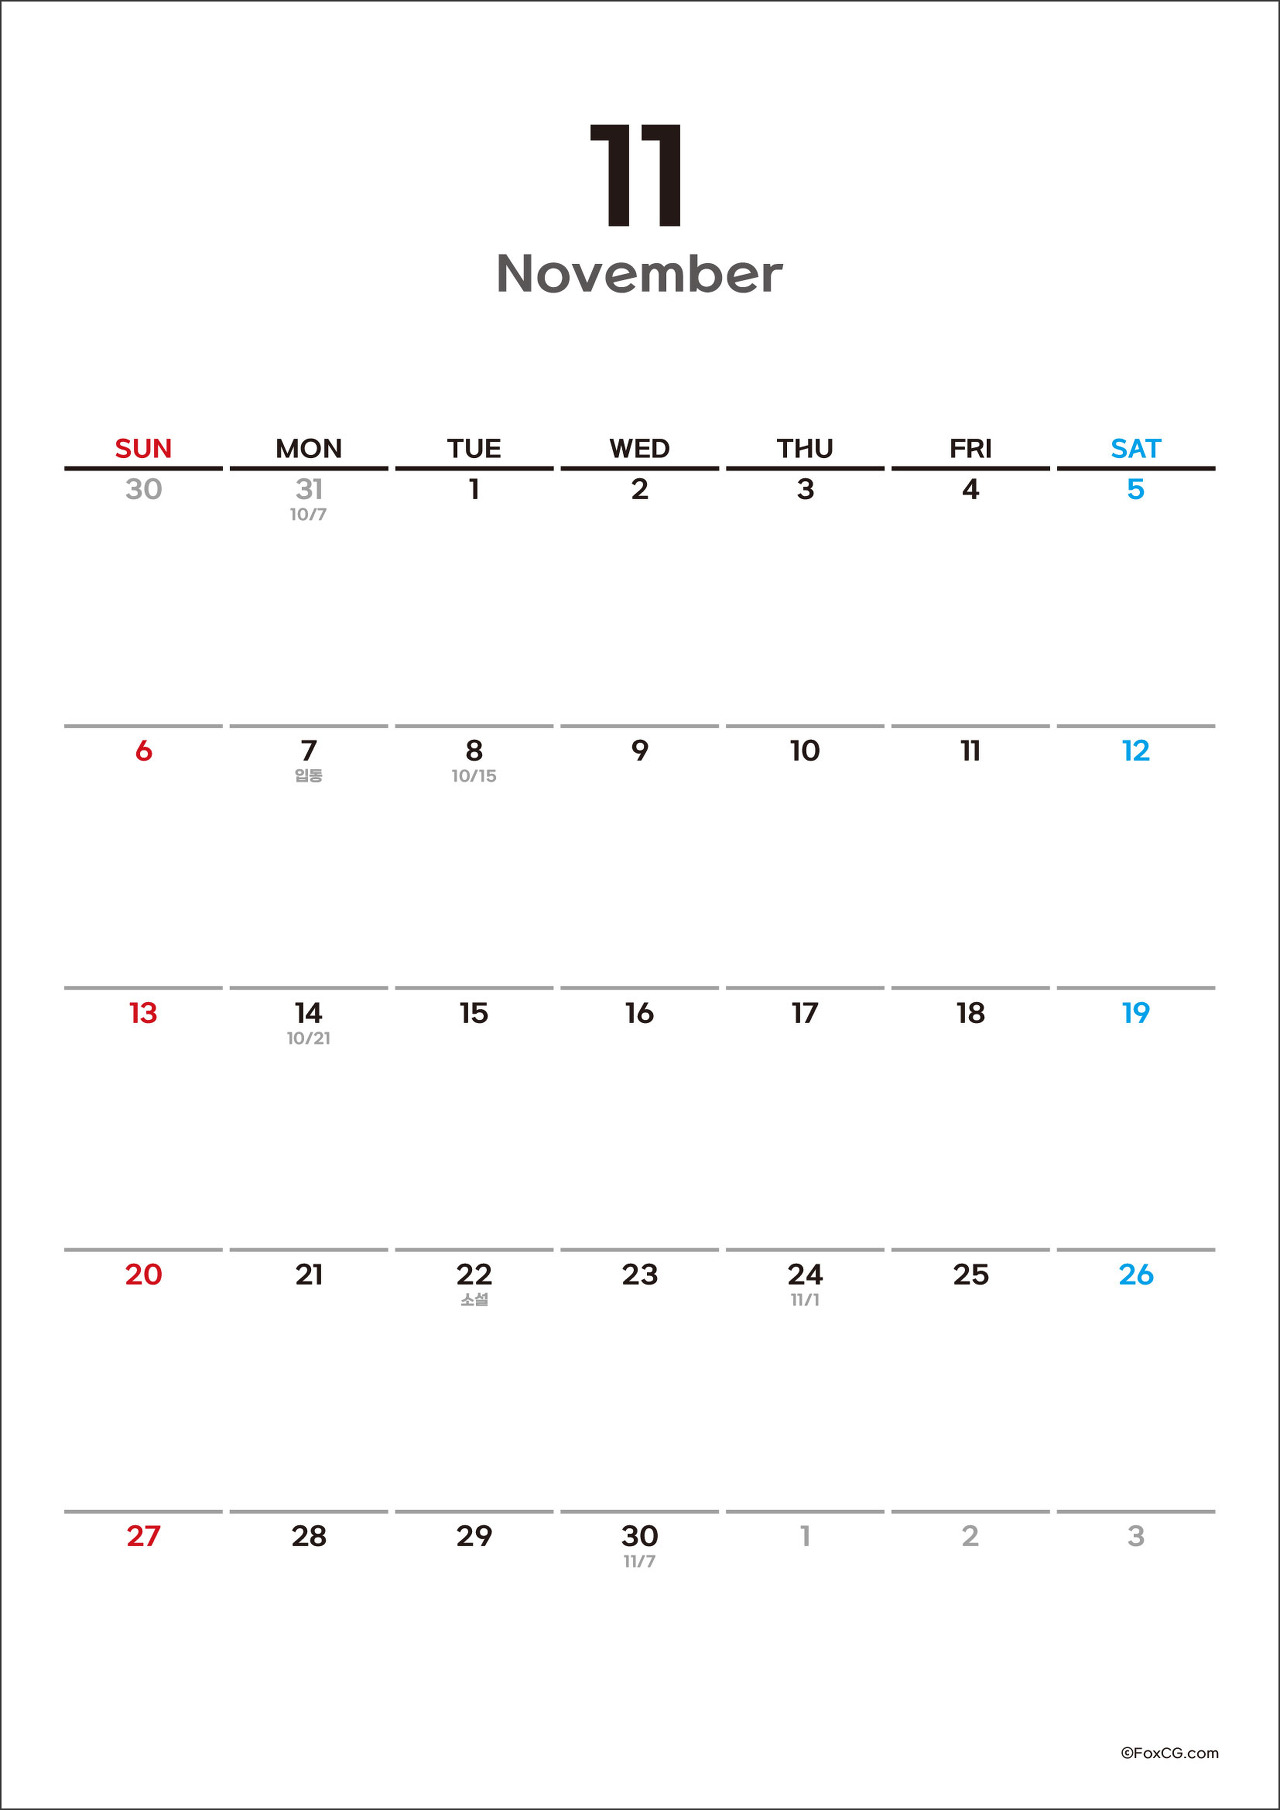 11
November
SUN MON TUE WED THU FRI SAT
30 31 1 2 3 4 5
10/7
6 7 8 9 10 11 12
입동 10/15
13 14 15 16 17 18 19
10/21
20 21 22 23 24 25 26
소설 11/1
27 28 29 30 1 2 3
11/7
©FoxCG.com